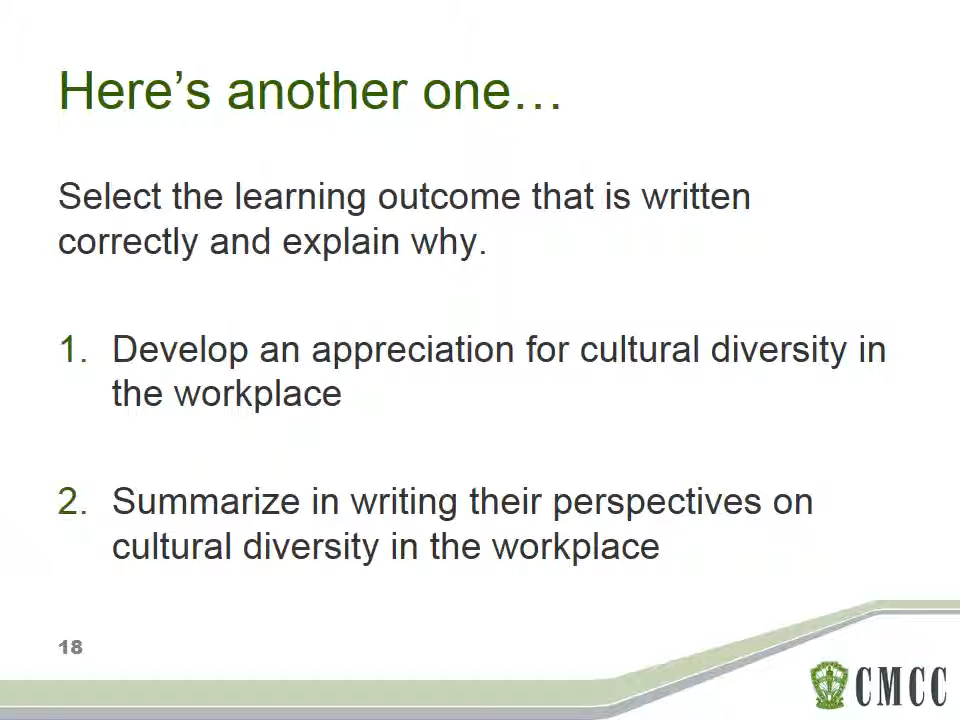 Here’s another one…
Select the learning outcome that is written
correctly and explain why.
1. Develop an appreciation for cultural diversity in
the workplace
2. Summarize in writing their perspectives on
cultural diversity in the workplace
18
CMCC